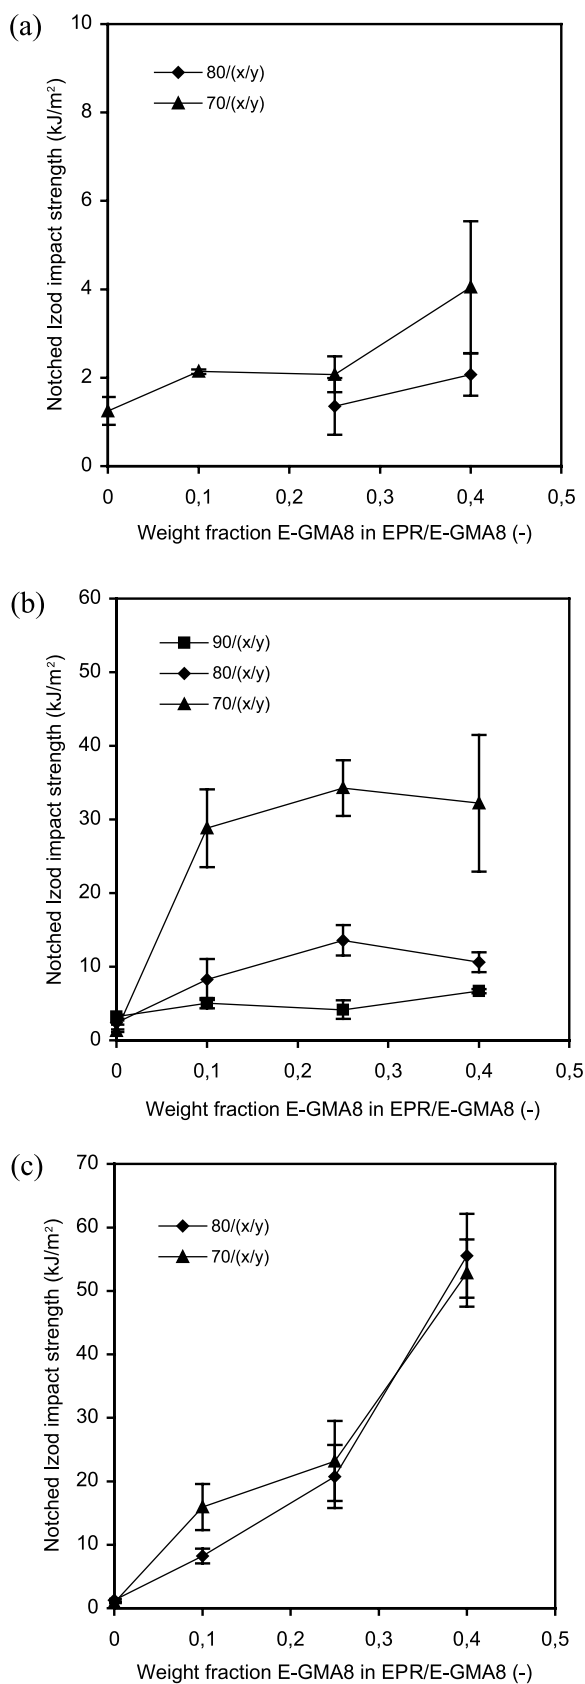 (a)
10
8
6
4
2
0
Notched Izod impact strength (kJ/m²)
80/(x/y)
70/(x/y)
0 0,1 0,2 0,3 0,4 0,5
Weight fraction E-GMA8 in EPR/E-GMA8 (-)
(b)
60
50
40
30
20
10
0
Notched Izod impact strength (kJ/m²)
90/(x/y)
80/(x/y)
70/(x/y)
0 0,1 0,2 0,3 0,4 0,5
Weight fraction E-GMA8 in EPR/E-GMA8 (-)
(c)
70
60
50
40
30
20
10
0
Notched Izod impact strength (kJ/m²)
80/(x/y)
70/(x/y)
0 0,1 0,2 0,3 0,4 0,5
Weight fraction E-GMA8 in EPR/E-GMA8 (-)